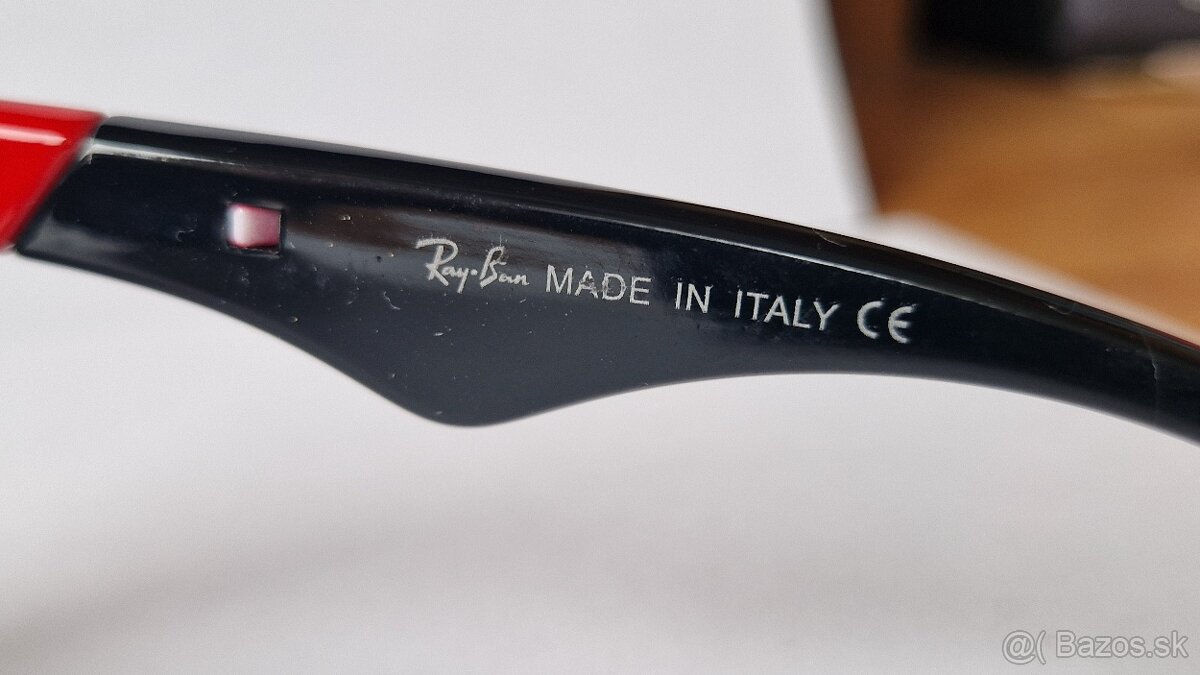 Ray-Ban MADE IN ITALY CE
@( Bazos.sk